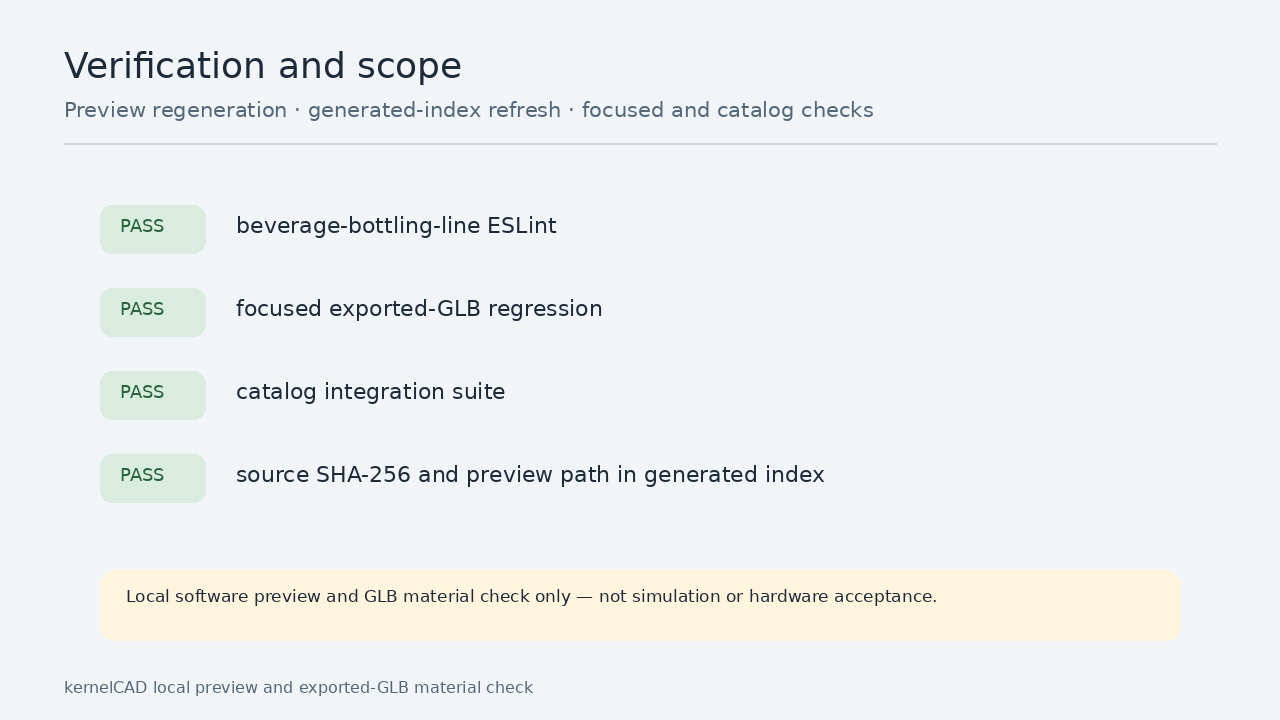 Verification and scope
Preview regeneration · generated-index refresh · focused and catalog checks
PASS beverage-bottling-line ESLint
PASS focused exported-GLB regression
PASS catalog integration suite
PASS source SHA-256 and preview path in generated index
Local software preview and GLB material check only — not simulation or hardware acceptance.
kernelCAD local preview and exported-GLB material check